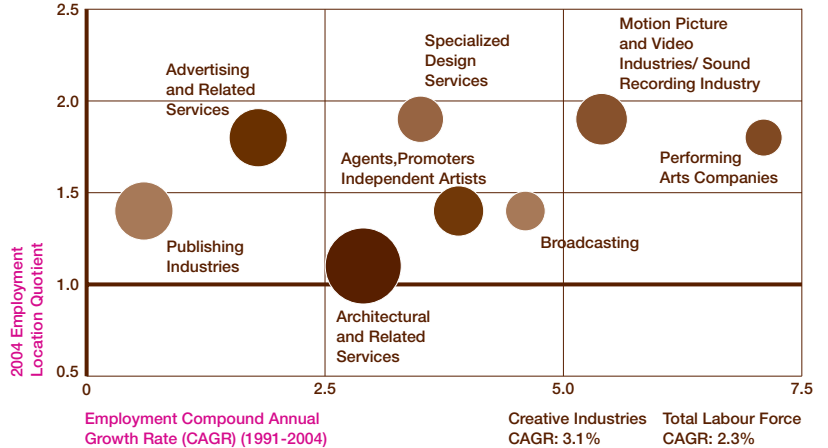 2.5
2.0
1.5
1.0
0.5
2004 Employment
Location Quotient
Advertising
and Related
Services
Specialized
Design
Services
Motion Picture
and Video
Industries/ Sound
Recording Industry
Agents,Promoters
Independent Artists
Performing
Arts Companies
Publishing
Industries
Broadcasting
Architectural
and Related
Services
0
2.5
5.0
7.5
Employment Compound Annual
Growth Rate (CAGR) (1991-2004)
Creative Industries
CAGR: 3.1%
Total Labour Force
CAGR: 2.3%